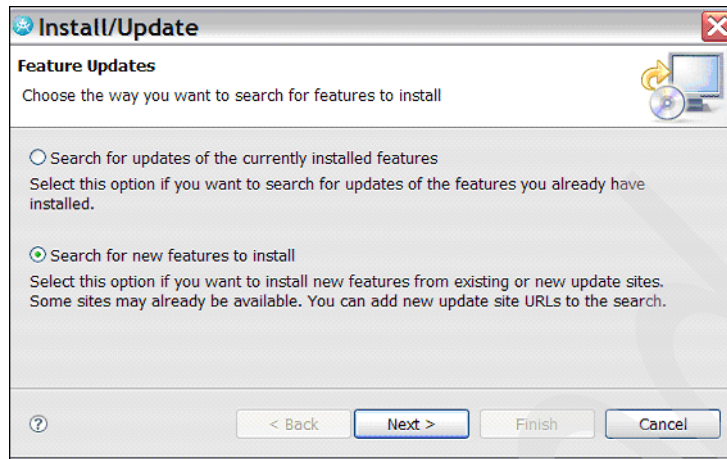 Install/Update
Feature Updates
Choose the way you want to search for features to install
Search for updates of the currently installed features
Select this option if you want to search for updates of the features you already have
installed.
Search for new features to install
Select this option if you want to install new features from existing or new update sites.
Some sites may already be available. You can add new update site URLs to the search.
?
< Back
Next >
Finish
Cancel